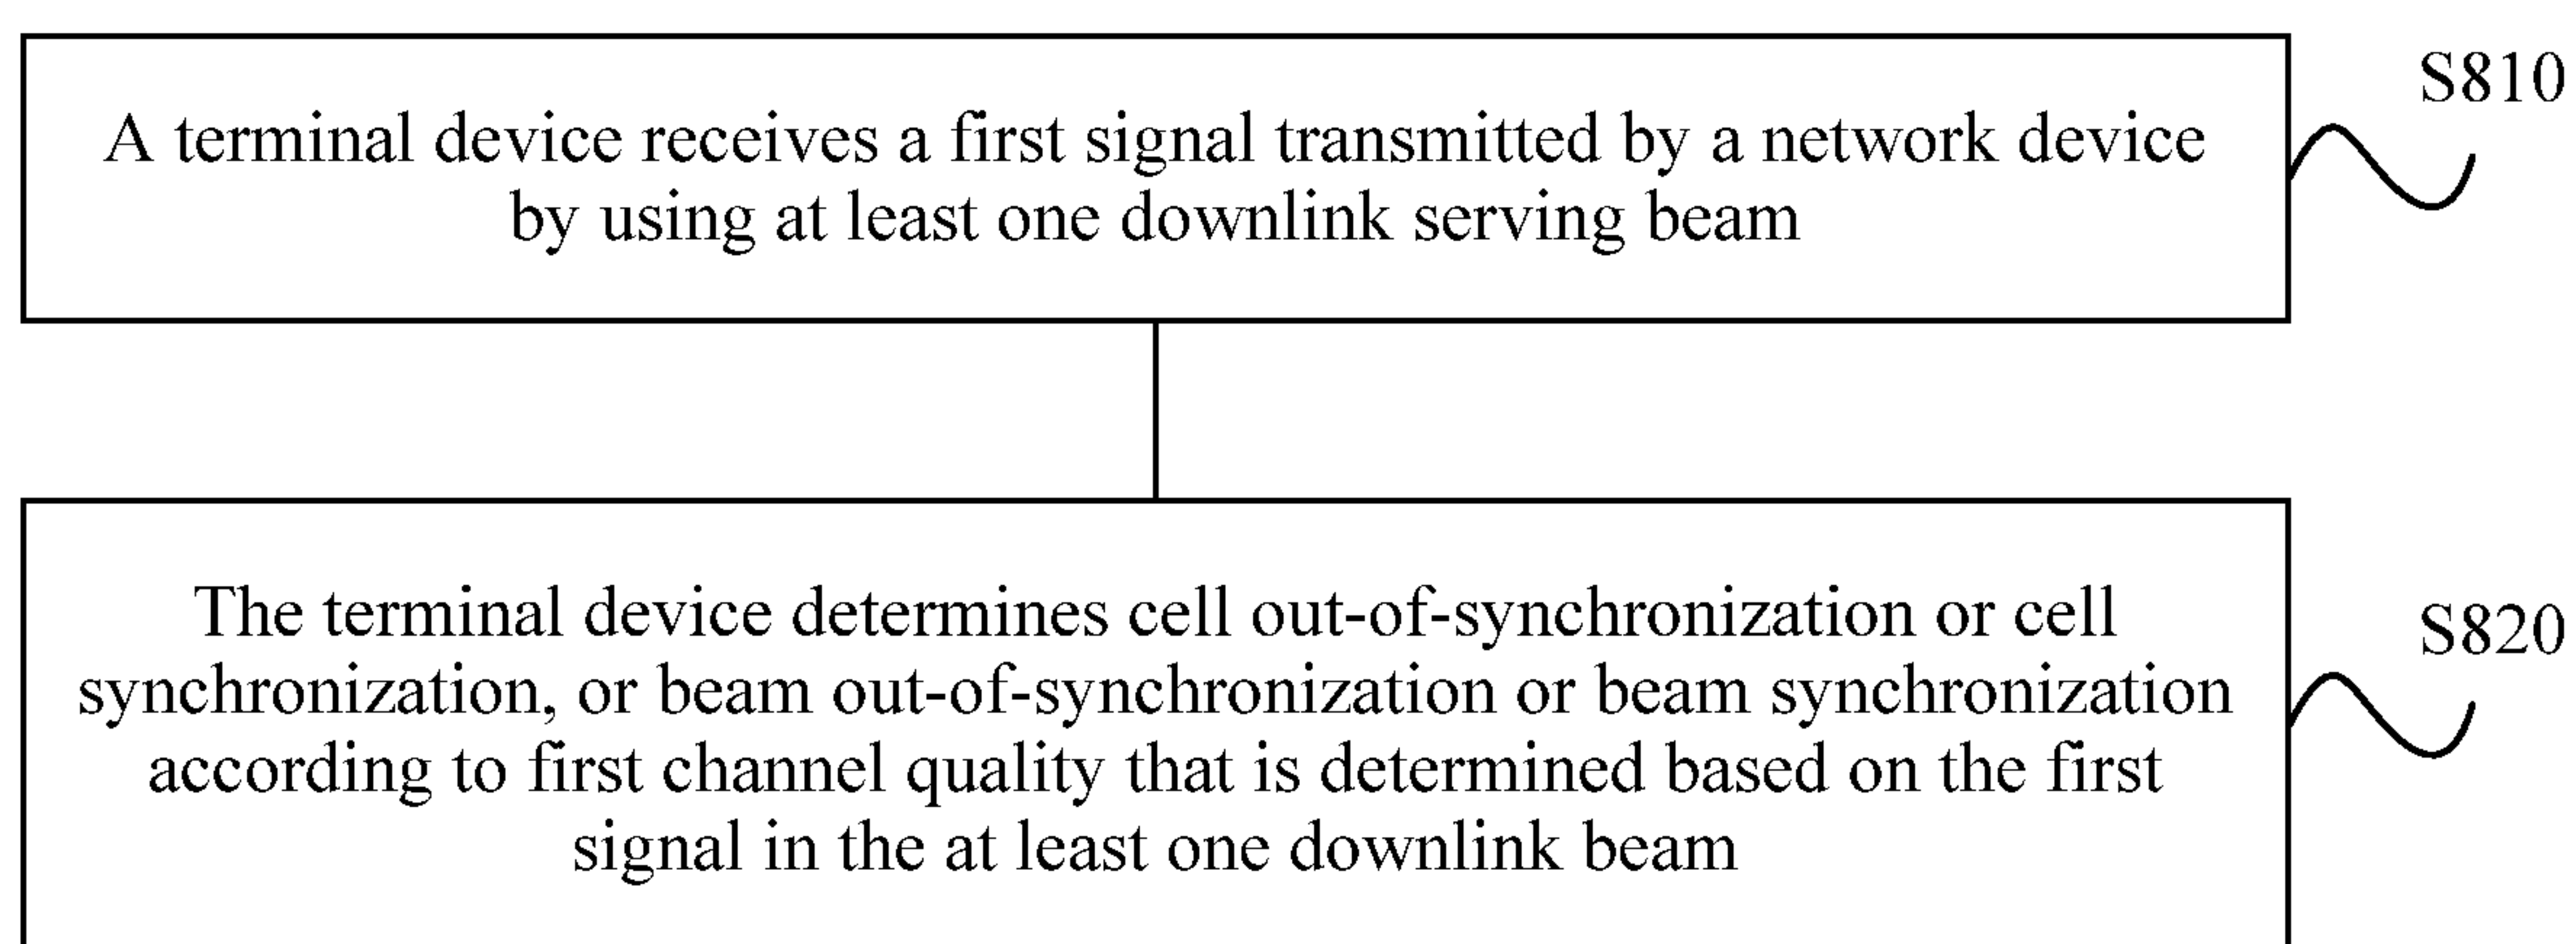 S810
A terminal device receives a first signal transmitted by a network device
by using at least one downlink serving beam
S820
The terminal device determines cell out-of-synchronization or cell
synchronization, or beam out-of-synchronization or beam synchronization
according to first channel quality that is determined based on the first
signal in the at least one downlink beam